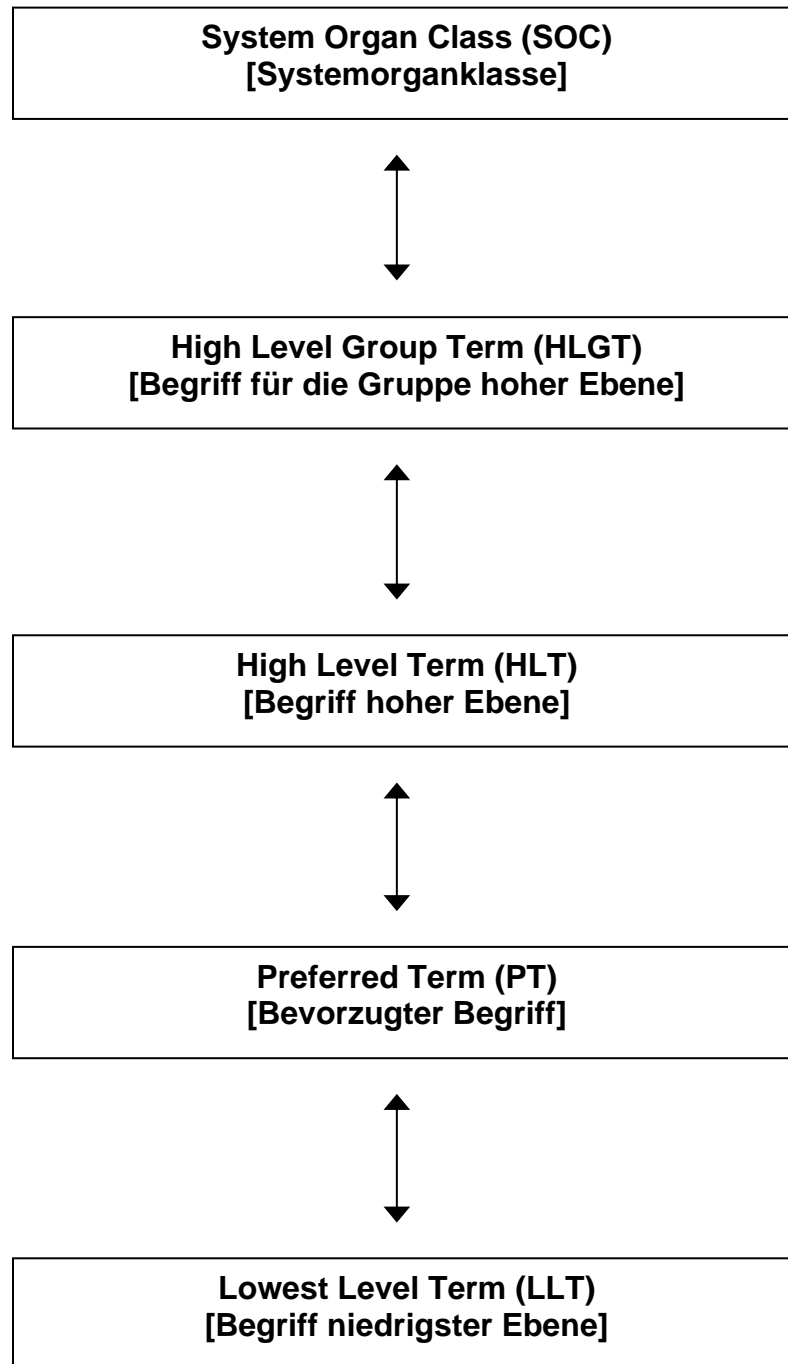 System Organ Class (SOC)
[Systemorganklasse]
High Level Group Term (HLGT)
[Begriff für die Gruppe hoher Ebene]
High Level Term (HLT)
[Begriff hoher Ebene]
Preferred Term (PT)
[Bevorzugter Begriff]
Lowest Level Term (LLT)
[Begriff niedrigster Ebene]